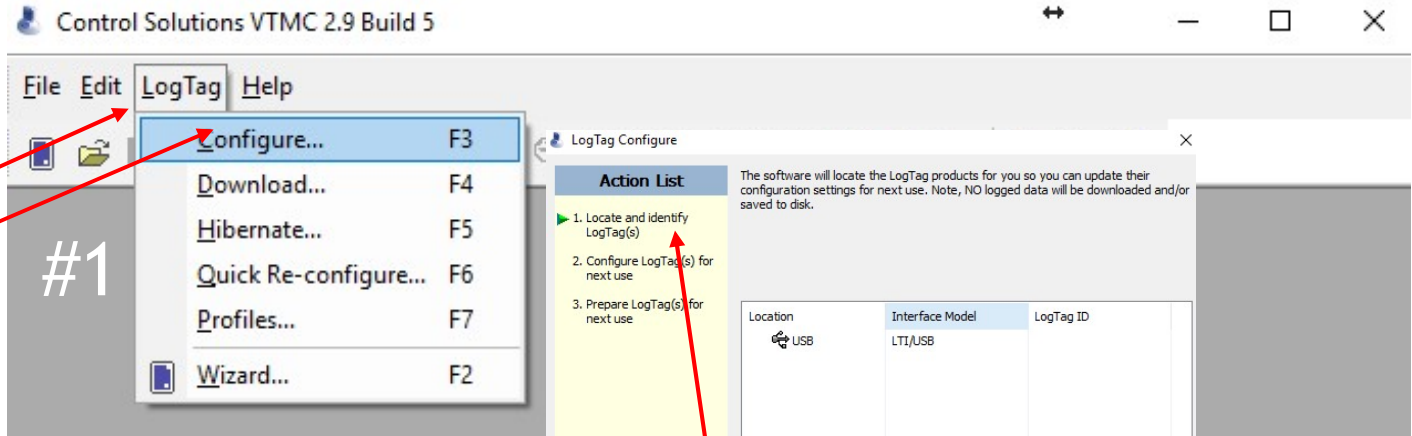 Control Solutions VTMC 2.9 Build 5
File Edit LogTag Help
Configure... F3
Download... F4
Hibernate... F5
Quick Re-configure... F6
Profiles... F7
Wizard... F2
#1
LogTag Configure
Action List
1. Locate and identify
LogTag(s)
2. Configure LogTag(s) for
next use
3. Prepare LogTag(s) for
next use
The software will locate the LogTag products for you so you can update their
configuration settings for next use. Note, NO logged data will be downloaded and/or
saved to disk.
Location Interface Model LogTag ID
USB LTI/USB